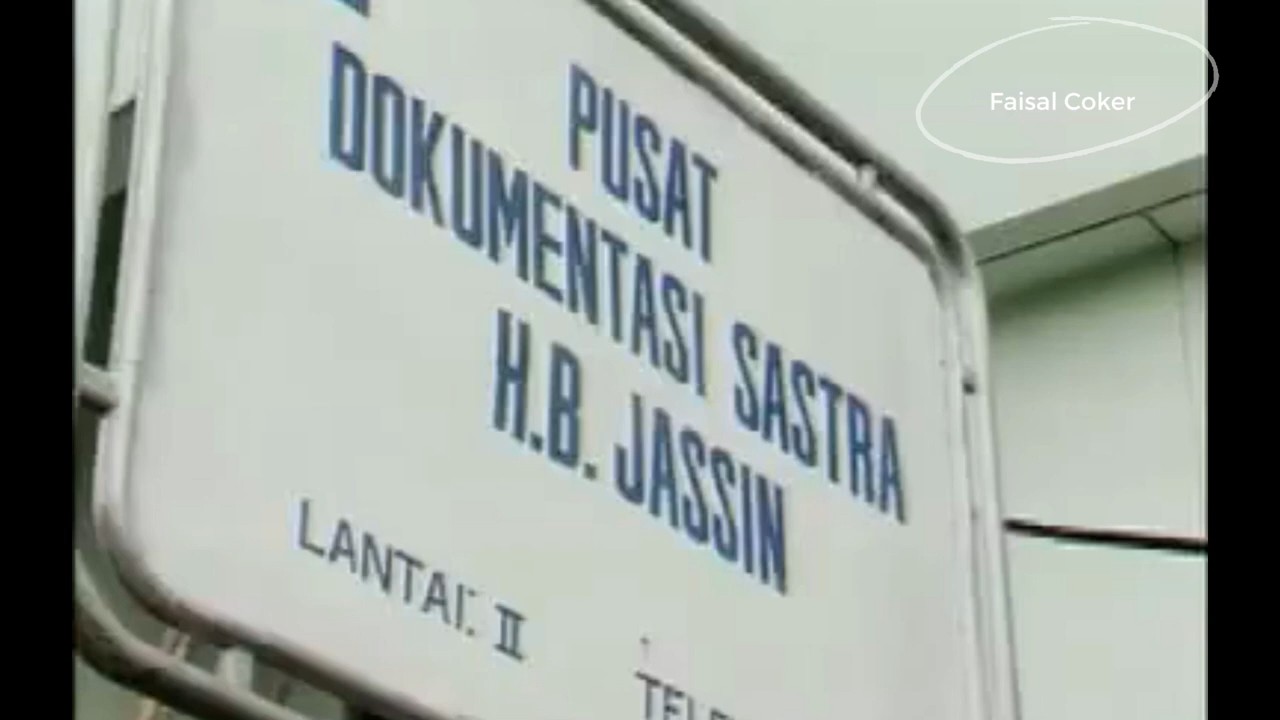 Faisal Coker
PUSAT
DOKUMENTASI SASTRA
H.B. JASSIN
LANTAI II